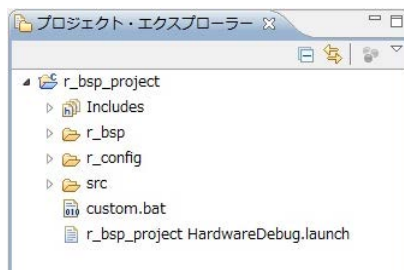 プロジェクト・エクスプローラー
r_bsp_project
Includes
r_bsp
r_config
src
custom.bat
r_bsp_project HardwareDebug.launch